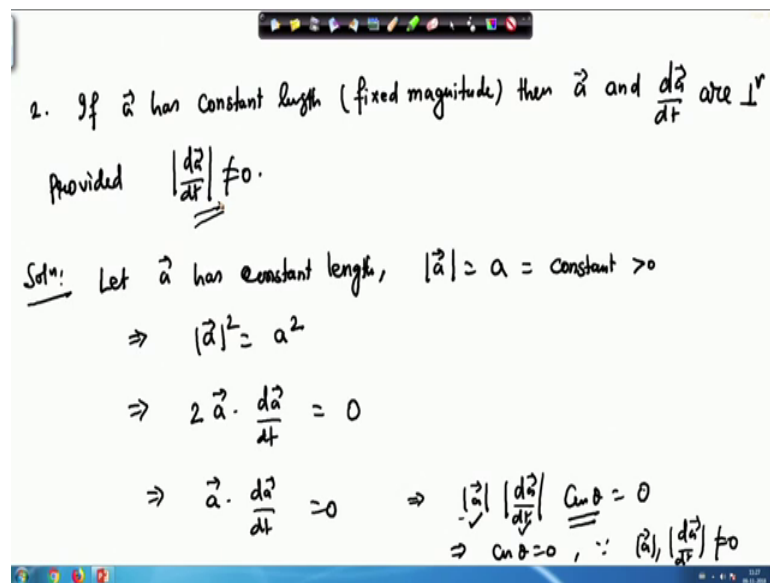 2. If a⃗ has constant length (fixed magnitude) then a⃗ and da⃗/dt are ⊥r
Provided |da⃗/dt| ≠ 0.
Soln: Let a⃗ has constant length, |a⃗| = a = constant >0
⇒ |a⃗|² = a²
⇒ 2 a⃗ · da⃗/dt = 0
⇒ a⃗ · da⃗/dt = 0 ⇒ |a⃗| |da⃗/dt| Cos θ = 0
⇒ cos θ = 0, ∵ |a⃗|, |da⃗/dt| ≠ 0